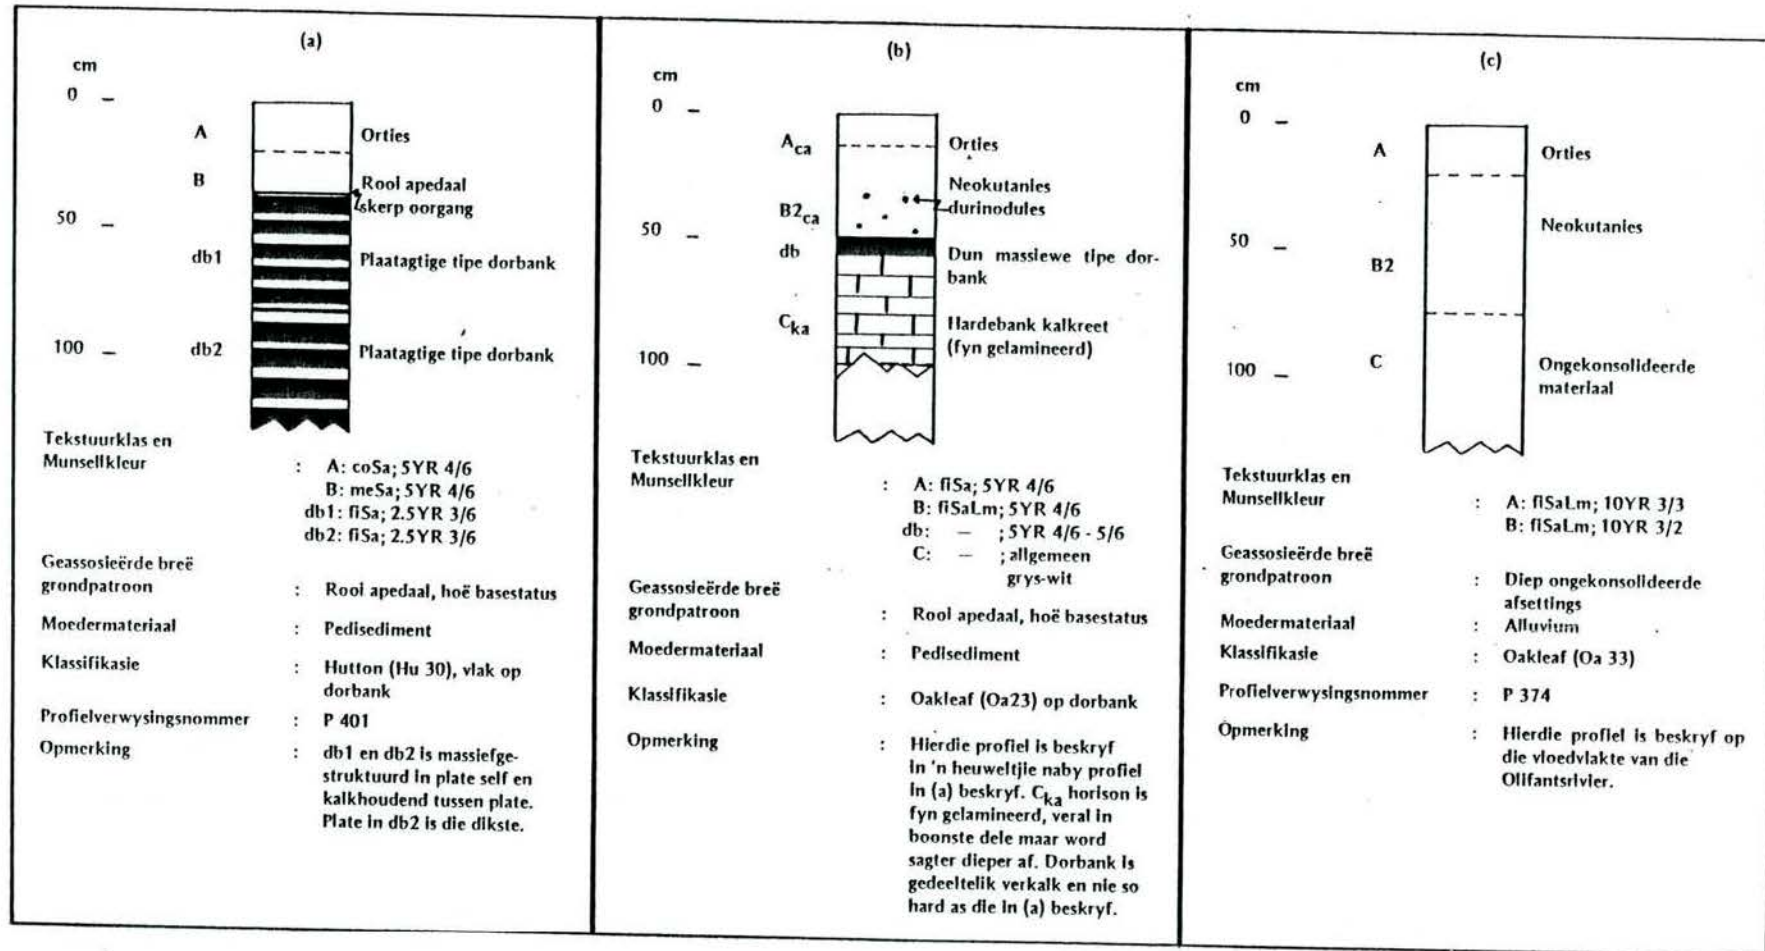 (a)
cm
0 –
A
Orties
B
Rooi apedaal
skerp oorgang
50 –
db1
Plaatagtige tipe dorbank
100 –
db2
Plaatagtige tipe dorbank
Tekstuurklas en
Munsellkleur : A: coSa; 5YR 4/6
B: meSa; 5YR 4/6
db1: fiSa; 2.5YR 3/6
db2: fiSa; 2.5YR 3/6
Geassosieërde breë
grondpatroon : Rooi apedaal, hoë basestatus
Moedermateriaal : Pedisediment
Klassifikasie : Hutton (Hu 30), vlak op
dorbank
Profielverwysingsnommer : P 401
Opmerking : db1 en db2 is massiefge-
struktuurd in plate self en
kalkhoudend tussen plate.
Plate in db2 is die dikste.
(b)
cm
0 –
Aca
Orties
Neokutanies
durinodules
B2ca
50 –
db
Dun massiewe tipe dor-
bank
Cka
Hardebank kalkreet
(fyn gelamineerd)
100 –
Tekstuurklas en
Munsellkleur : A: fiSa; 5YR 4/6
B: fiSaLm; 5YR 4/6
db: – ; 5YR 4/6 - 5/6
C: – ; allgemeen
grys-wit
Geassosieërde breë
grondpatroon : Rooi apedaal, hoë basestatus
Moedermateriaal : Pedisediment
Klassifikasie : Oakleaf (Oa23) op dorbank
Opmerking : Hierdie profiel is beskryf
in 'n heuweltjie naby profiel
in (a) beskryf. Cka horison is
fyn gelamineerd, veral in
boonste dele maar word
sagter dieper af. Dorbank is
gedeeltelik verkalk en nie so
hard as die in (a) beskryf.
(c)
cm
0 –
A
Orties
Neokutanies
50 –
B2
100 –
C
Ongekonsolideerde
materiaal
Tekstuurklas en
Munsellkleur : A: fiSaLm; 10YR 3/3
B: fiSaLm; 10YR 3/2
Geassosieërde breë
grondpatroon : Diep ongekonsolideerde
afsettings
Moedermateriaal : Alluvium
Klassifikasie : Oakleaf (Oa 33)
Profielverwysingsnommer : P 374
Opmerking : Hierdie profiel is beskryf op
die vloedvlakte van die
Olifantsrivier.